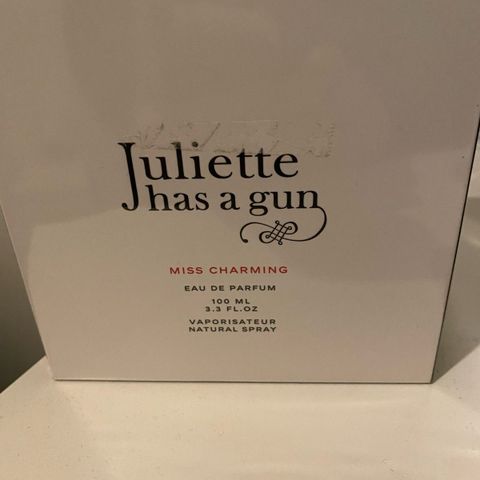 Juliette
has a gun
MISS CHARMING
EAU DE PARFUM
100 ML
3.3 FL.OZ
VAPORISATEUR
NATURAL SPRAY